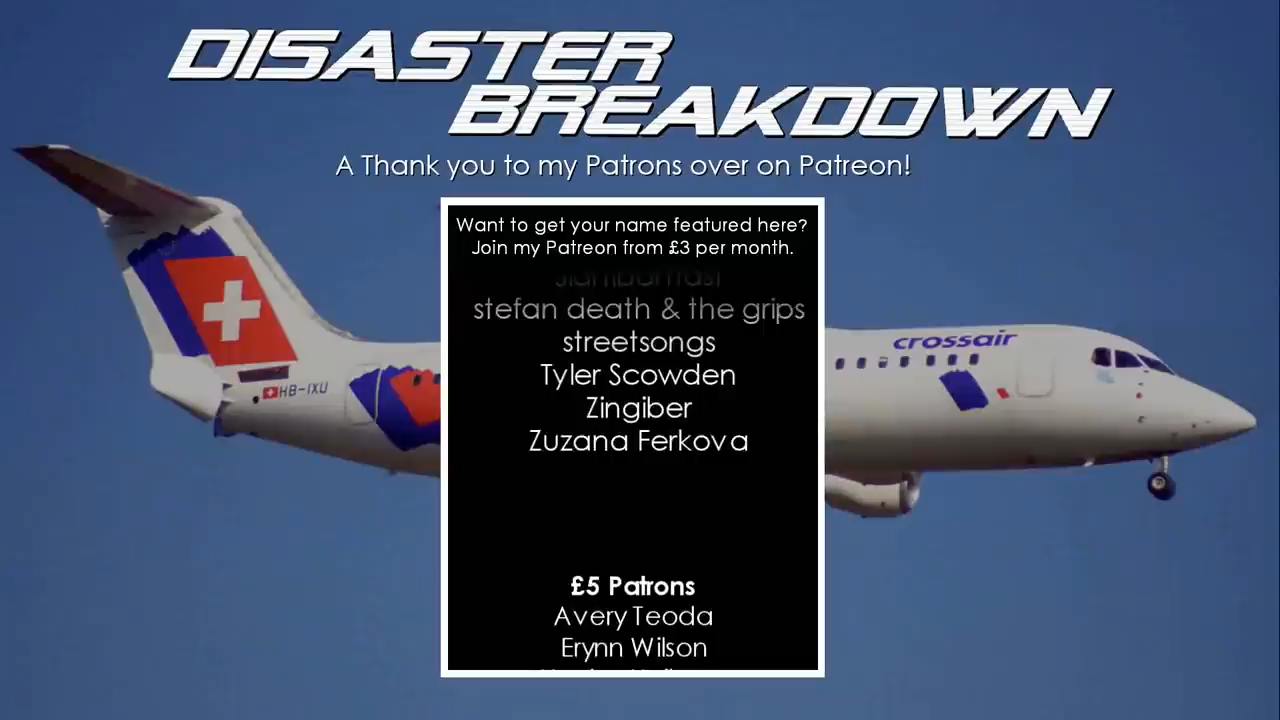 DISASTER
BREAKDOWN
A Thank you to my Patrons over on Patreon!
Want to get your name featured here?
Join my Patreon from £3 per month.
stefan death & the grips
streetsongs
Tyler Scowden
Zingiber
Zuzana Ferkova
£5 Patrons
Avery Teoda
Erynn Wilson
crossair
HB-IXU